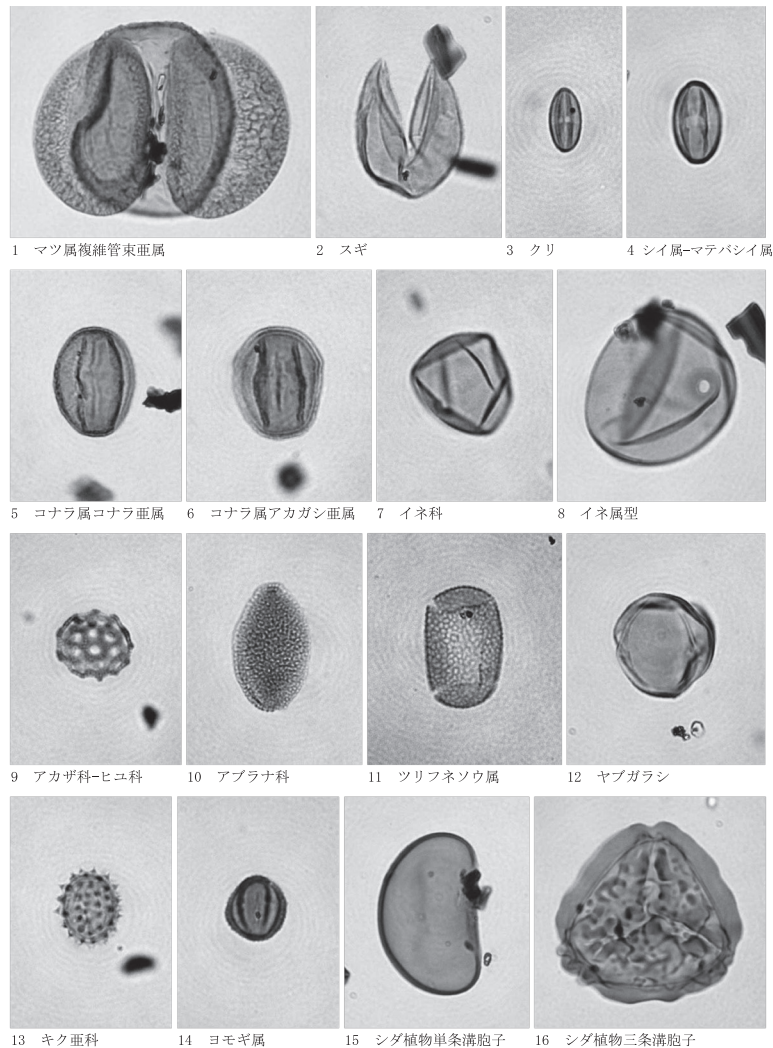 1 マツ属複維管束亜属
2 スギ
3 クリ
4 シイ属−マテバシイ属
5 コナラ属コナラ亜属
6 コナラ属アカガシ亜属
7 イネ科
8 イネ属型
9 アカザ科−ヒユ科
10 アブラナ科
11 ツリフネソウ属
12 ヤブガラシ
13 キク亜科
14 ヨモギ属
15 シダ植物単条溝胞子
16 シダ植物三条溝胞子